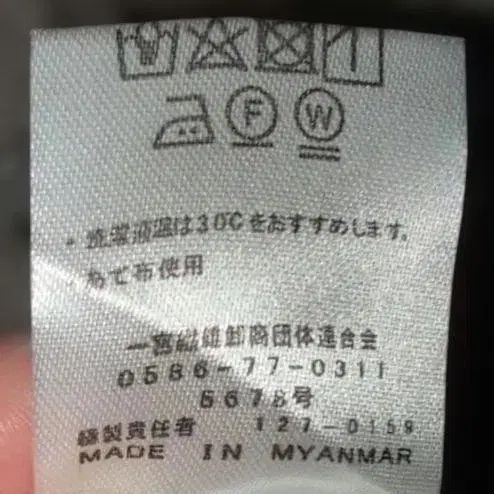 F W
・洗濯液温は30℃をおすすめします。
・あて布使用
一宮繊維卸商団体連合会
0586-77-0311
5678号
縫製責任者 127-0159
MADE IN MYANMAR